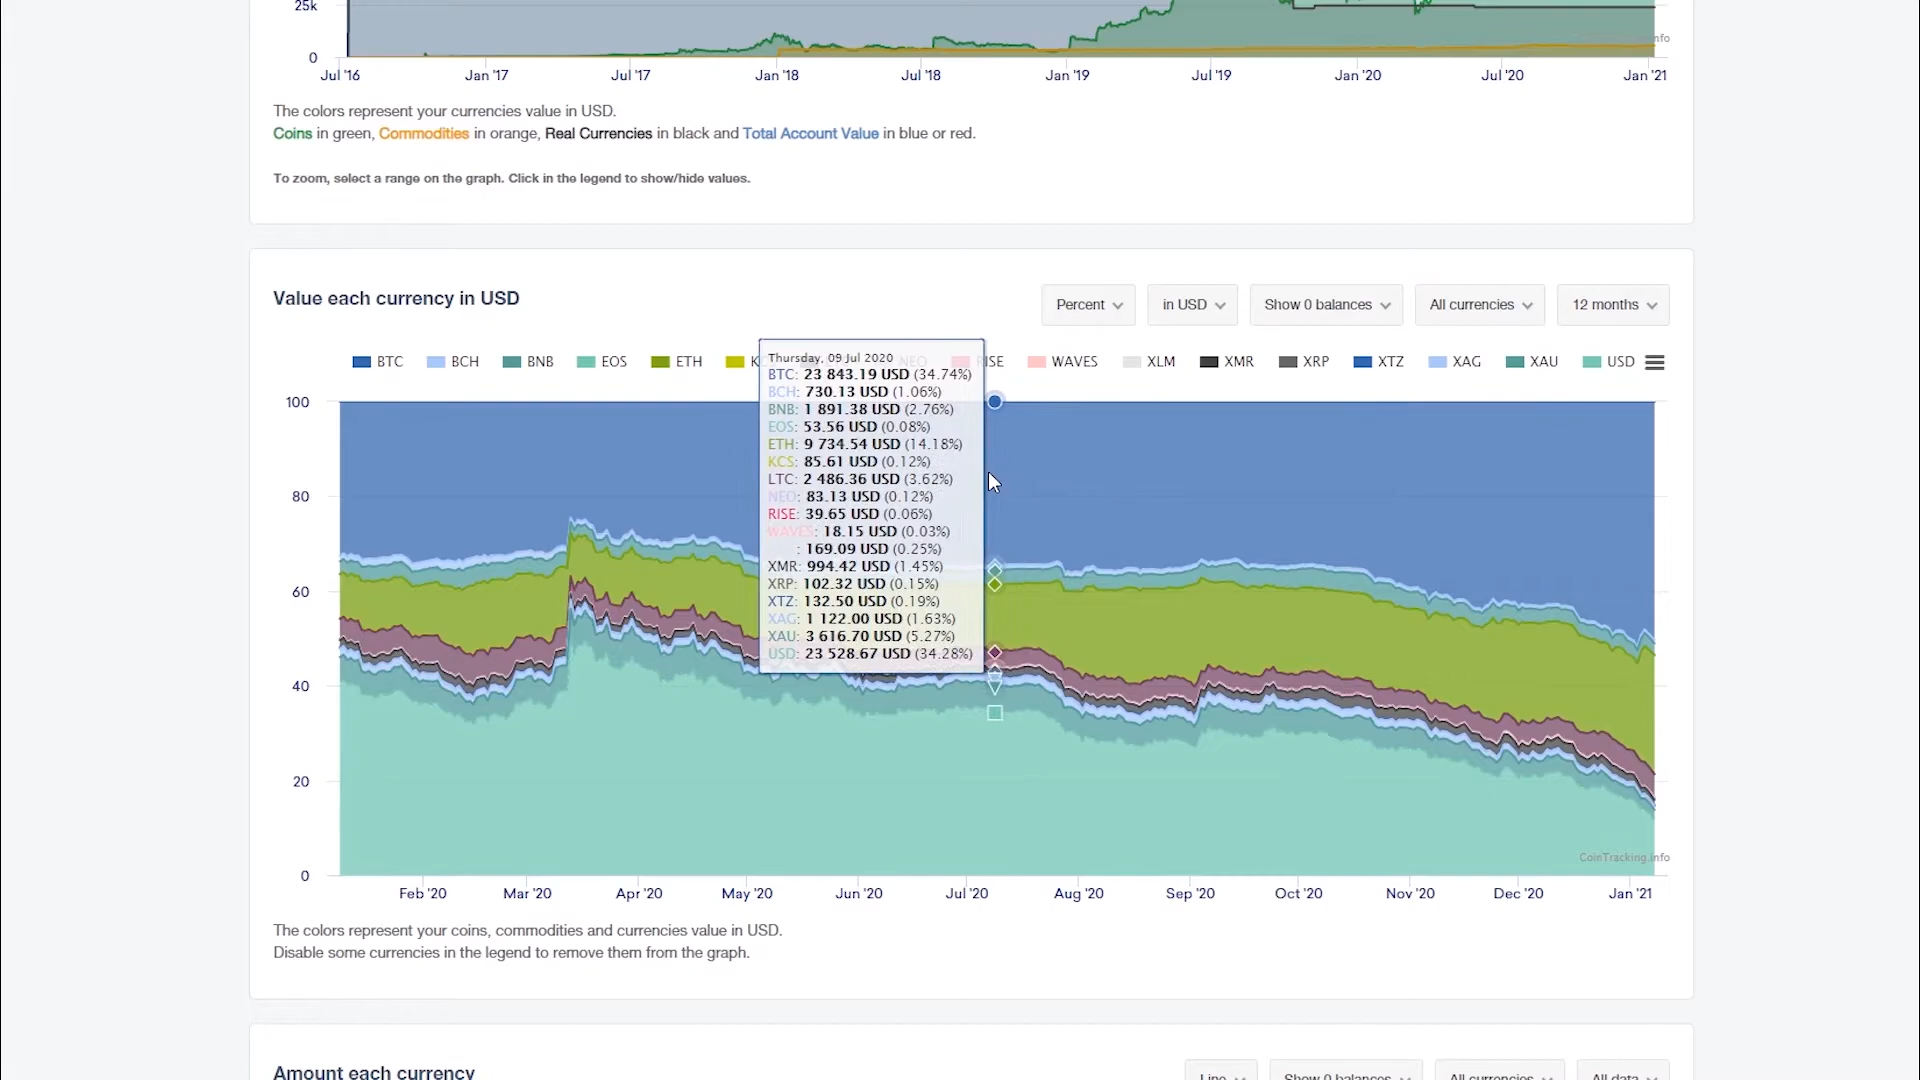 25k
0
Jul '16 Jan '17 Jul '17 Jan '18 Jul '18 Jan '19 Jul '19 Jan '20 Jul '20 Jan '21
The colors represent your currencies value in USD.
Coins in green, Commodities in orange, Real Currencies in black and Total Account Value in blue or red.
To zoom, select a range on the graph. Click in the legend to show/hide values.
Value each currency in USD
Percent in USD Show 0 balances All currencies 12 months
BTC BCH BNB EOS ETH NEO RISE WAVES XLM XMR XRP XTZ XAG XAU USD
Thursday, 09 Jul 2020
BTC: 23 843.19 USD (34.74%)
BCH: 730.13 USD (1.06%)
BNB: 1 891.38 USD (2.76%)
EOS: 53.56 USD (0.08%)
ETH: 9 734.54 USD (14.18%)
KCS: 85.61 USD (0.12%)
LTC: 2 486.36 USD (3.62%)
NEO: 83.13 USD (0.12%)
RISE: 39.65 USD (0.06%)
WAVES: 18.15 USD (0.03%)
: 169.09 USD (0.25%)
XMR: 994.42 USD (1.45%)
XRP: 102.32 USD (0.15%)
XTZ: 132.50 USD (0.19%)
XAG: 1 122.00 USD (1.63%)
XAU: 3 616.70 USD (5.27%)
USD: 23 528.67 USD (34.28%)
100
80
60
40
20
0
CoinTracking.info
Feb '20 Mar '20 Apr '20 May '20 Jun '20 Jul '20 Aug '20 Sep '20 Oct '20 Nov '20 Dec '20 Jan '21
The colors represent your coins, commodities and currencies value in USD.
Disable some currencies in the legend to remove them from the graph.
Amount each currency
Line Show 0 balances All currencies All data